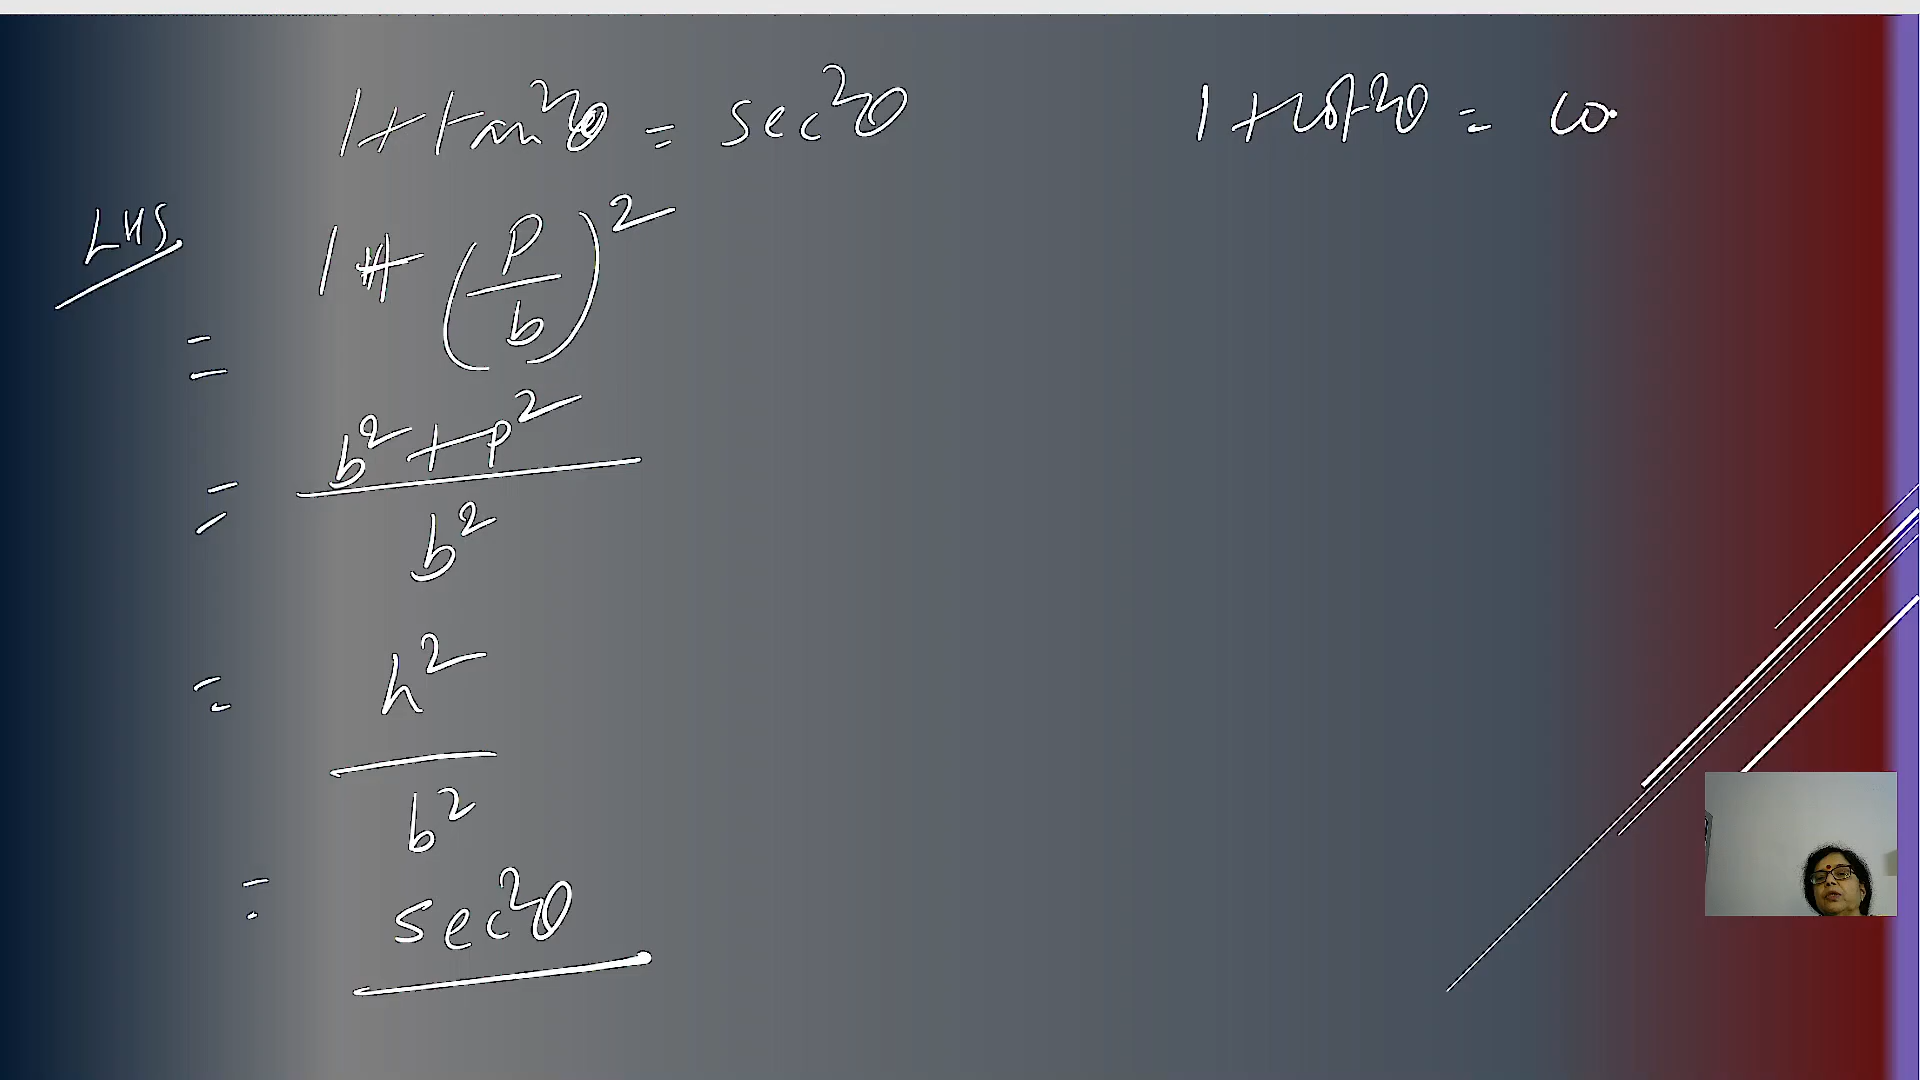 1 + tan²θ = sec²θ
1 + cot²θ = co
LHS
1 + (p/b)²
=
= b² + p² / b²
= h² / b²
= sec²θ